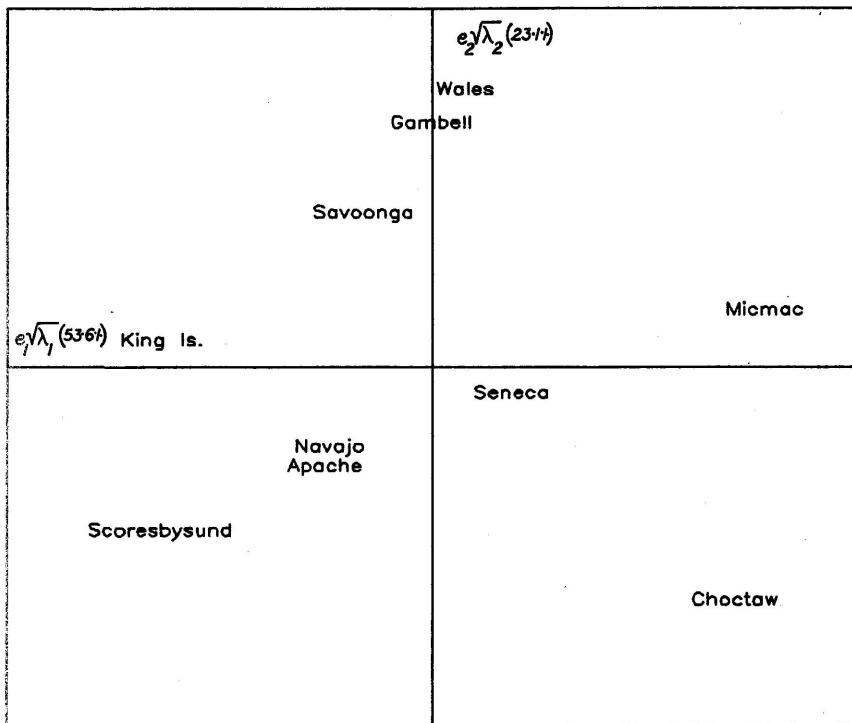 e₂√λ₂ (23·1%)
Wales
Gambell
Savoonga
Micmac
e₁√λ₁ (53·6%) King Is.
Seneca
Navajo
Apache
Scoresbysund
Choctaw